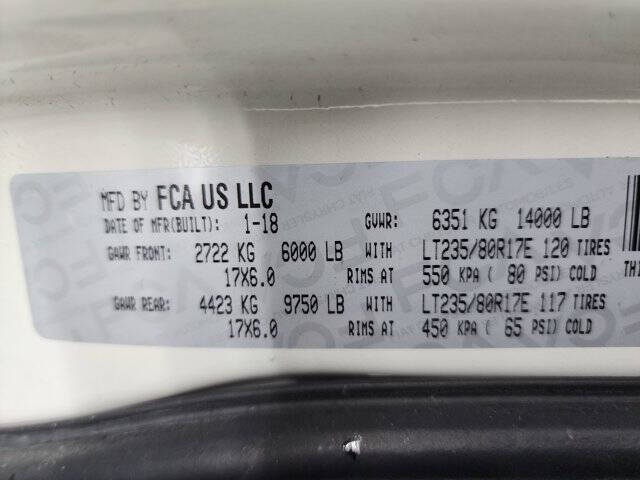 MFD BY FCA US LLC
DATE OF MFR(BUILT): 1-18 GVWR: 6351 KG 14000 LB
GAWR FRONT: 2722 KG 6000 LB WITH LT235/80R17E 120 TIRES
17X6.0 RIMS AT 550 KPA ( 80 PSI) COLD
GAWR REAR: 4423 KG 9750 LB WITH LT235/80R17E 117 TIRES
17X6.0 RIMS AT 450 KPA ( 65 PSI) COLD